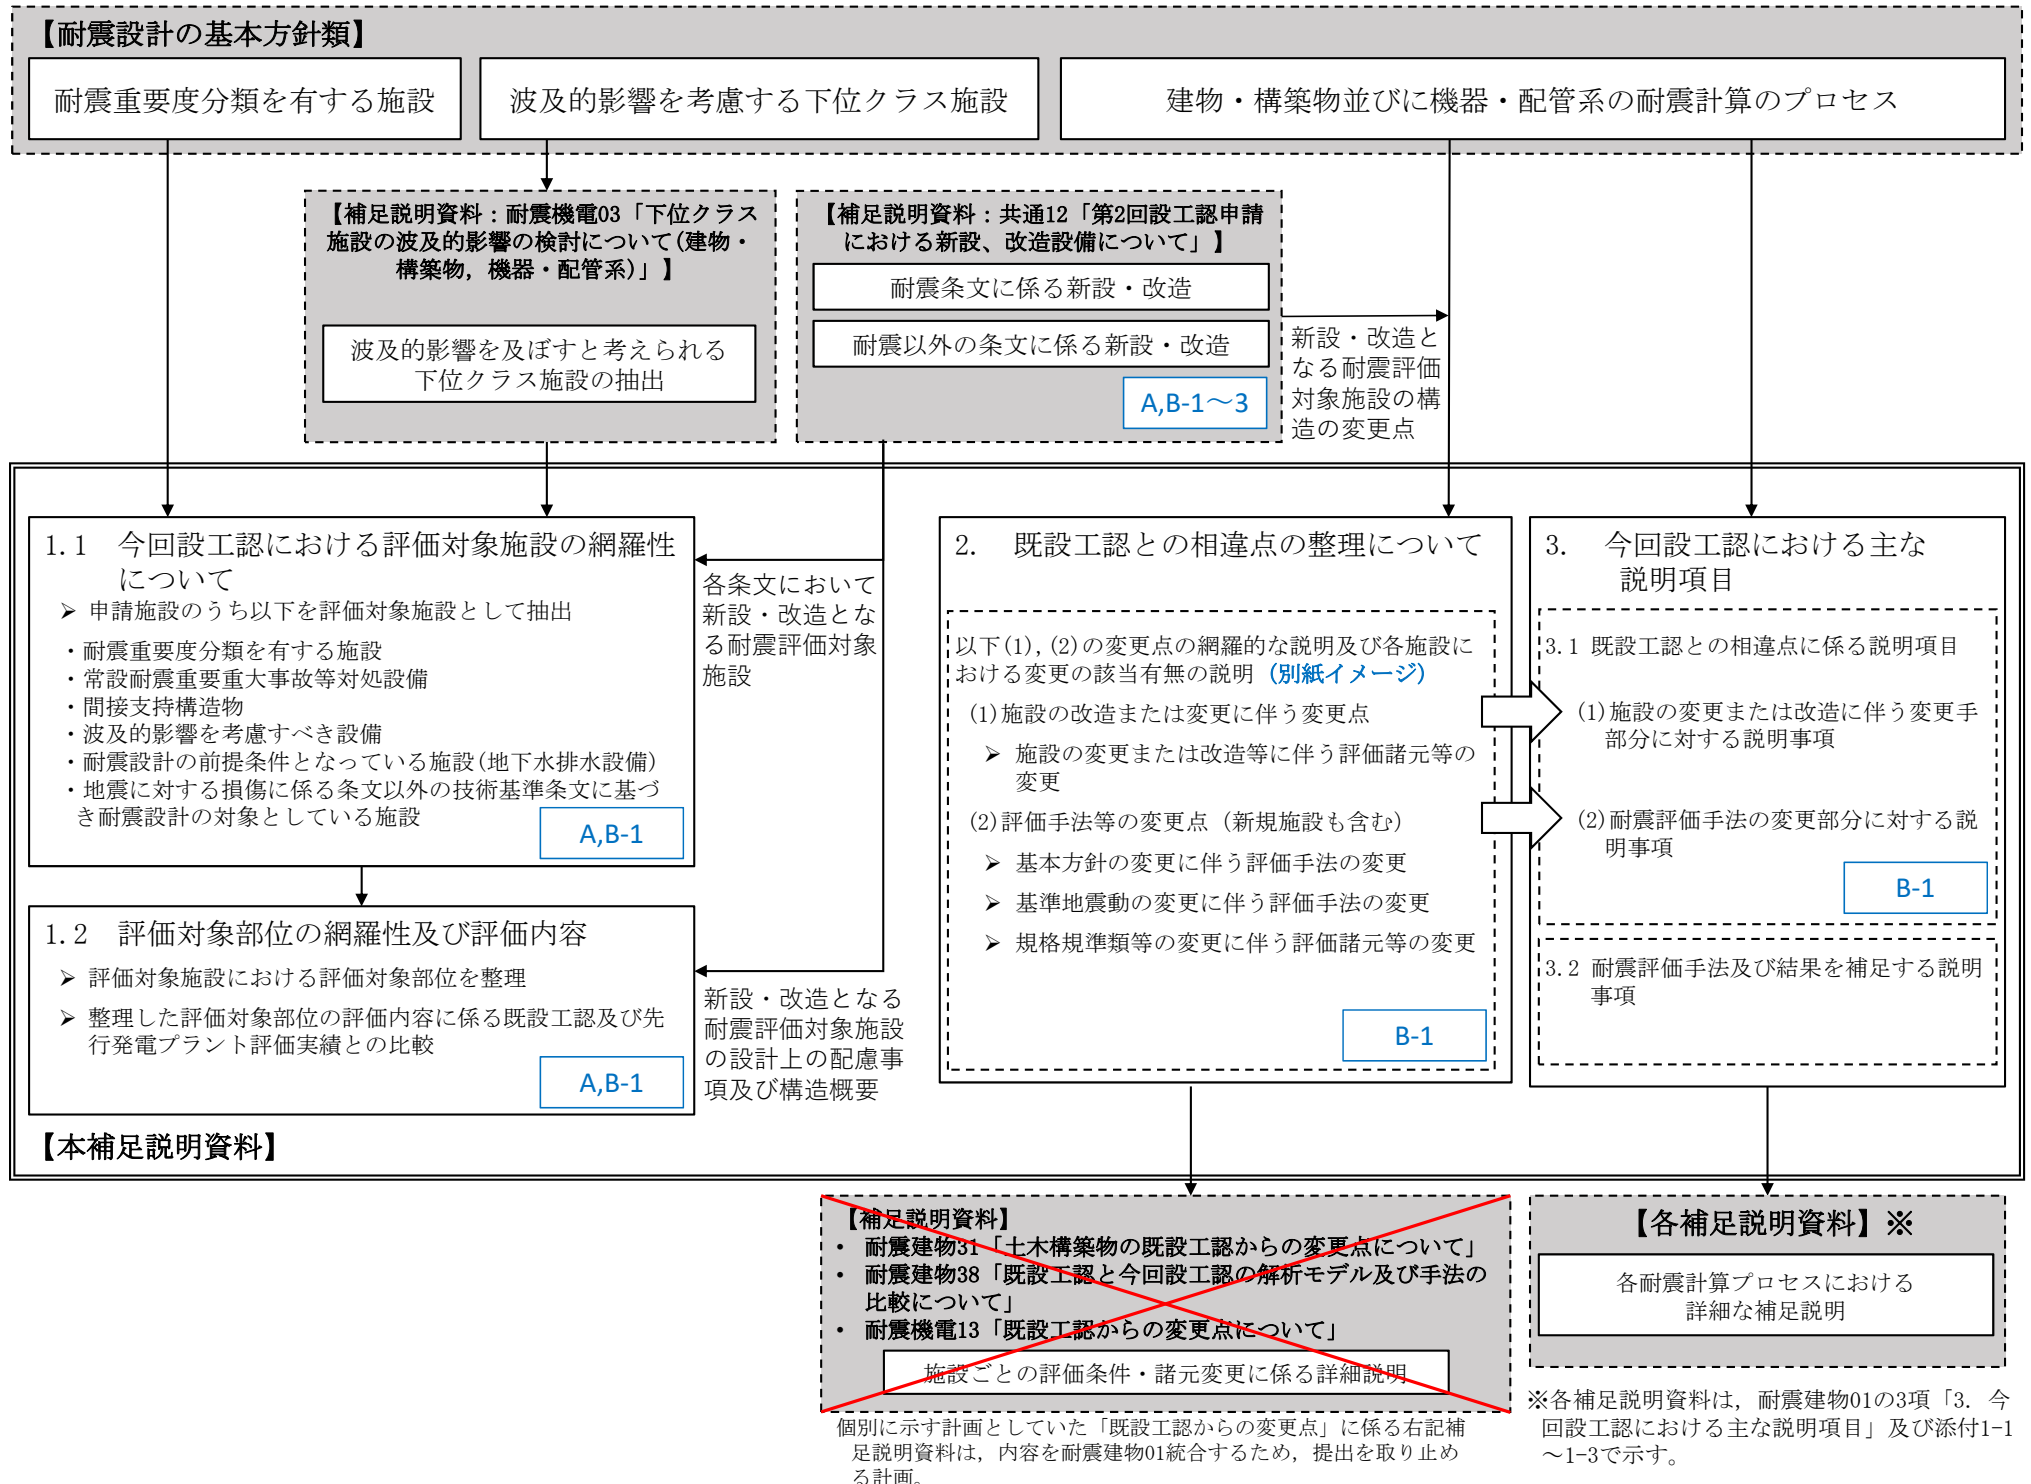 【耐震設計の基本方針類】
耐震重要度分類を有する施設
波及的影響を考慮する下位クラス施設
建物・構築物並びに機器・配管系の耐震計算のプロセス
【補足説明資料：耐震機電03「下位クラス
施設の波及的影響の検討について(建物・
構築物，機器・配管系)」】
波及的影響を及ぼすと考えられる
下位クラス施設の抽出
【補足説明資料：共通12「第2回設工認申請
における新設、改造設備について」】
耐震条文に係る新設・改造
耐震以外の条文に係る新設・改造
A,B-1～3
新設・改造と
なる耐震評価
対象施設の構
造の変更点
1.1　今回設工認における評価対象施設の網羅性
について
➢ 申請施設のうち以下を評価対象施設として抽出
・耐震重要度分類を有する施設
・常設耐震重要重大事故等対処設備
・間接支持構造物
・波及的影響を考慮すべき設備
・耐震設計の前提条件となっている施設(地下水排水設備)
・地震に対する損傷に係る条文以外の技術基準条文に基づ
き耐震設計の対象としている施設
A,B-1
各条文において
新設・改造とな
る耐震評価対象
施設
1.2　評価対象部位の網羅性及び評価内容
➢ 評価対象施設における評価対象部位を整理
➢ 整理した評価対象部位の評価内容に係る既設工認及び先
行発電プラント評価実績との比較
A,B-1
新設・改造となる
耐震評価対象施設
の設計上の配慮事
項及び構造概要
【本補足説明資料】
2.　既設工認との相違点の整理について
以下(1),(2)の変更点の網羅的な説明及び各施設に
おける変更の該当有無の説明（別紙イメージ）
(1)施設の改造または変更に伴う変更点
➢ 施設の変更または改造等に伴う評価諸元等の
変更
(2)評価手法等の変更点（新規施設も含む）
➢ 基本方針の変更に伴う評価手法の変更
➢ 基準地震動の変更に伴う評価手法の変更
➢ 規格規準類等の変更に伴う評価諸元等の変更
B-1
3.　今回設工認における主な
説明項目
3.1 既設工認との相違点に係る説明項目
(1)施設の変更または改造に伴う変更手
部分に対する説明事項
(2)耐震評価手法の変更部分に対する説
明事項
B-1
3.2 耐震評価手法及び結果を補足する説明
事項
【補足説明資料】
• 耐震建物31「土木構築物の既設工認からの変更点について」
• 耐震建物38「既設工認と今回設工認の解析モデル及び手法の
比較について」
• 耐震機電13「既設工認からの変更点について」
施設ごとの評価条件・諸元変更に係る詳細説明
個別に示す計画としていた「既設工認からの変更点」に係る右記補
足説明資料は，内容を耐震建物01統合するため，提出を取り止め
る計画。
【各補足説明資料】※
各耐震計算プロセスにおける
詳細な補足説明
※各補足説明資料は，耐震建物01の3項「3. 今
回設工認における主な説明項目」及び添付1-1
～1-3で示す。